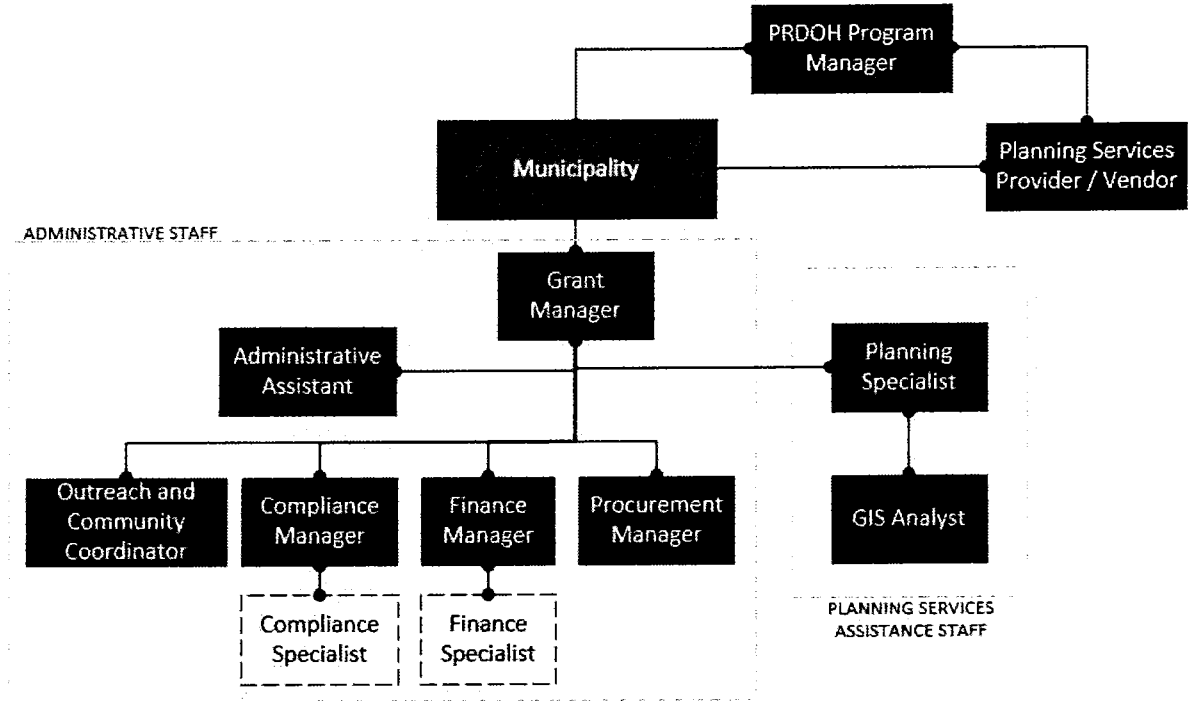 PRDOH Program
Manager
Municipality
Planning Services
Provider / Vendor
ADMINISTRATIVE STAFF
Grant
Manager
Administrative
Assistant
Planning
Specialist
Outreach and
Community
Coordinator
Compliance
Manager
Finance
Manager
Procurement
Manager
GIS Analyst
Compliance
Specialist
Finance
Specialist
PLANNING SERVICES
ASSISTANCE STAFF